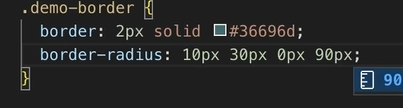 .demo-border {
border: 2px solid #36696d;
border-radius: 10px 30px 0px 90px;
}
90